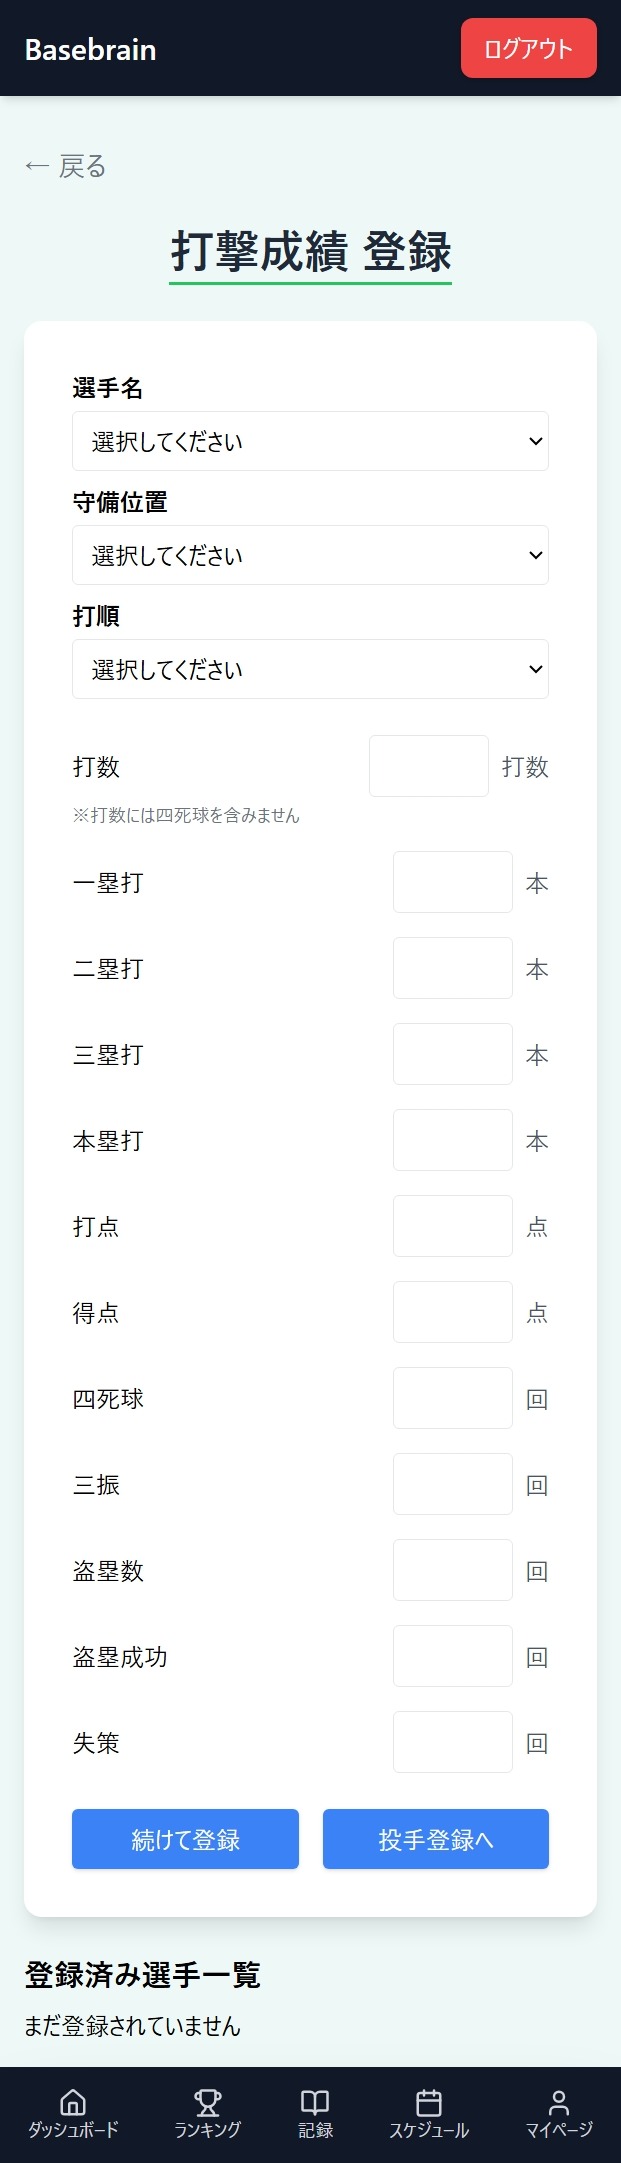 Basebrain
ログアウト
← 戻る
打撃成績 登録
選手名
選択してください
守備位置
選択してください
打順
選択してください
打数 打数
※打数には四死球を含みません
一塁打 本
二塁打 本
三塁打 本
本塁打 本
打点 点
得点 点
四死球 回
三振 回
盗塁数 回
盗塁成功 回
失策 回
続けて登録 投手登録へ
登録済み選手一覧
まだ登録されていません
ダッシュボード ランキング 記録 スケジュール マイページ